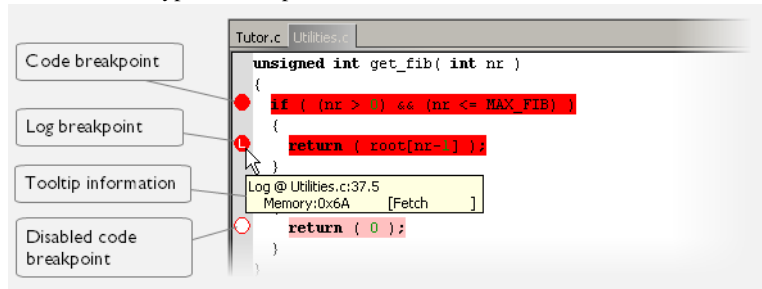 Tutor.c Utilities.c
Code breakpoint
unsigned int get_fib( int nr )
{
if ( (nr > 0) && (nr <= MAX_FIB) )
Log breakpoint
{
L
return ( root[nr-1] );
}
Tooltip information
Log @ Utilities.c:37.5
Memory:0x6A [Fetch ]
Disabled code
breakpoint
return ( 0 );
}
}